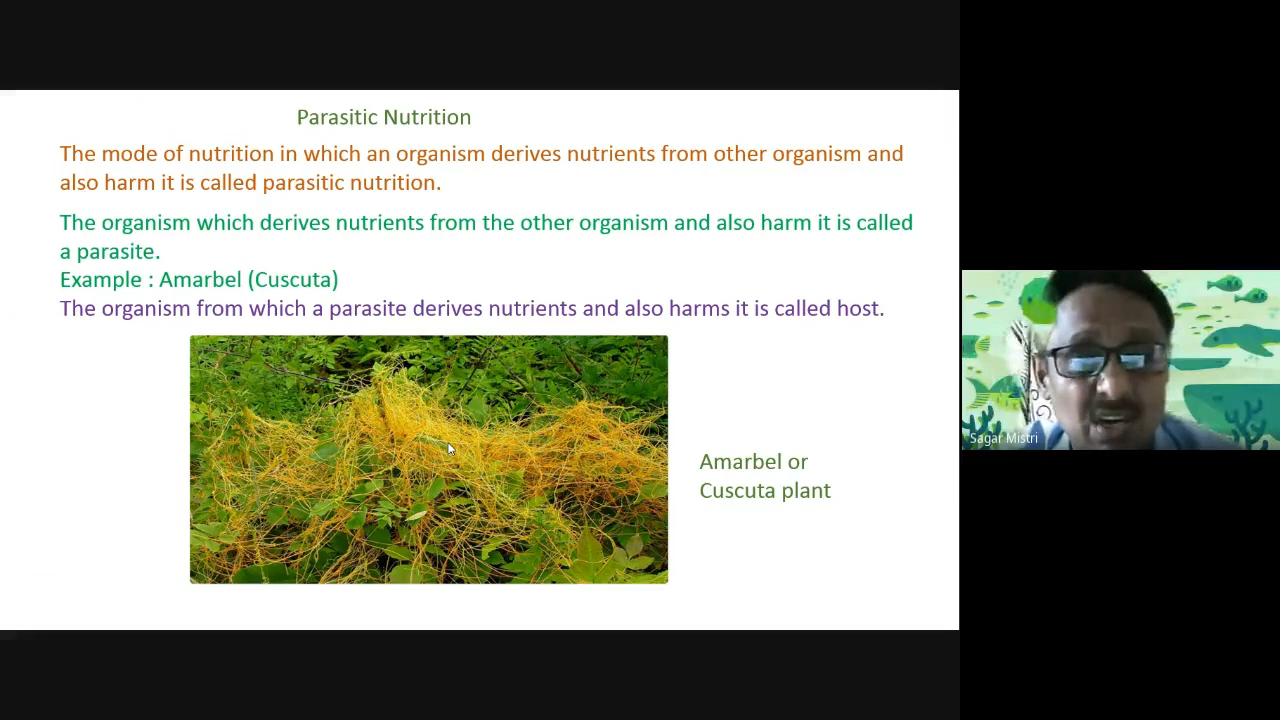 Parasitic Nutrition
The mode of nutrition in which an organism derives nutrients from other organism and
also harm it is called parasitic nutrition.
The organism which derives nutrients from the other organism and also harm it is called
a parasite.
Example : Amarbel (Cuscuta)
The organism from which a parasite derives nutrients and also harms it is called host.
Amarbel or
Cuscuta plant
Sagar Mistri